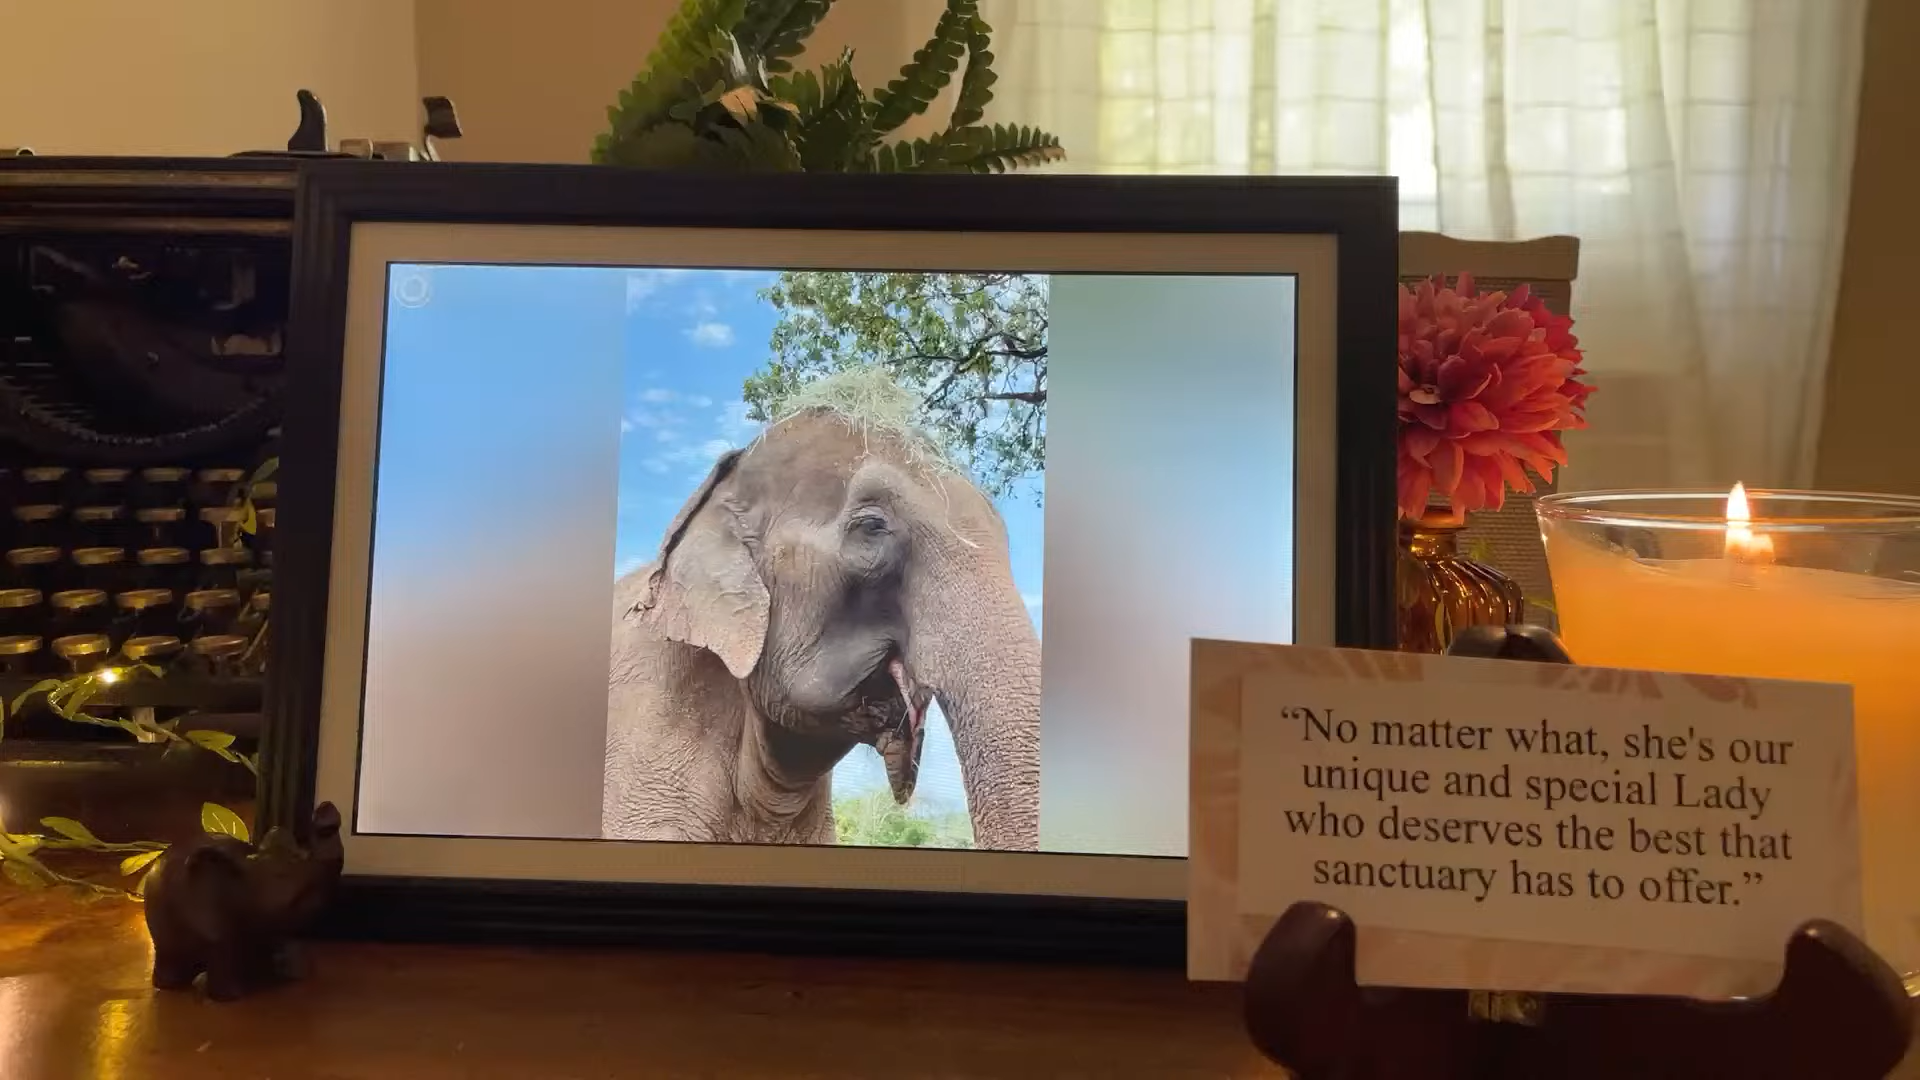 “No matter what, she's our
unique and special Lady
who deserves the best that
sanctuary has to offer.”